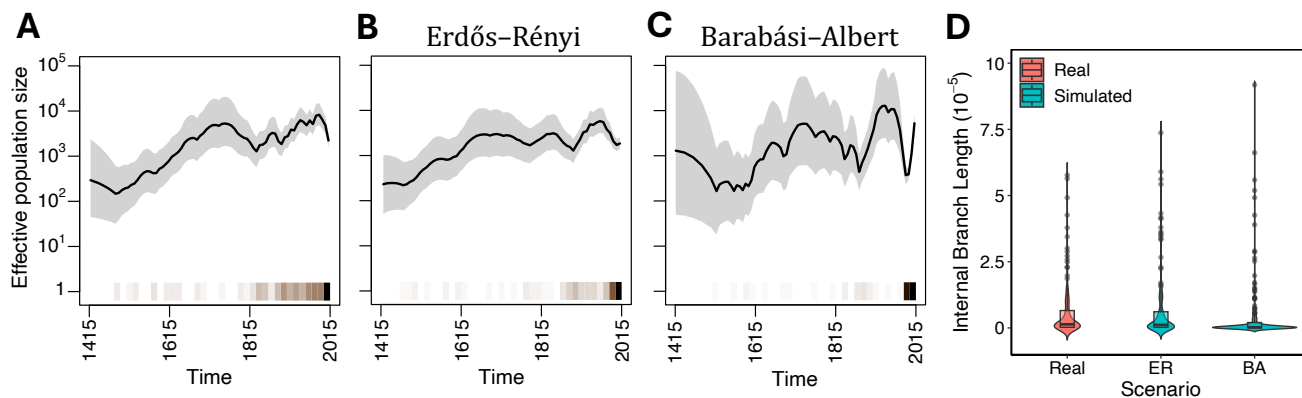 A
B
C
D
Erdős–Rényi
Barabási–Albert
Effective population size
10^5
10^4
10^3
10^2
10^1
1
1415
1615
1815
2015
Time
1415
1615
1815
2015
Time
1415
1615
1815
2015
Time
Internal Branch Length (10^-5)
10
7.5
5
2.5
0
Real
Simulated
Real
ER
BA
Scenario